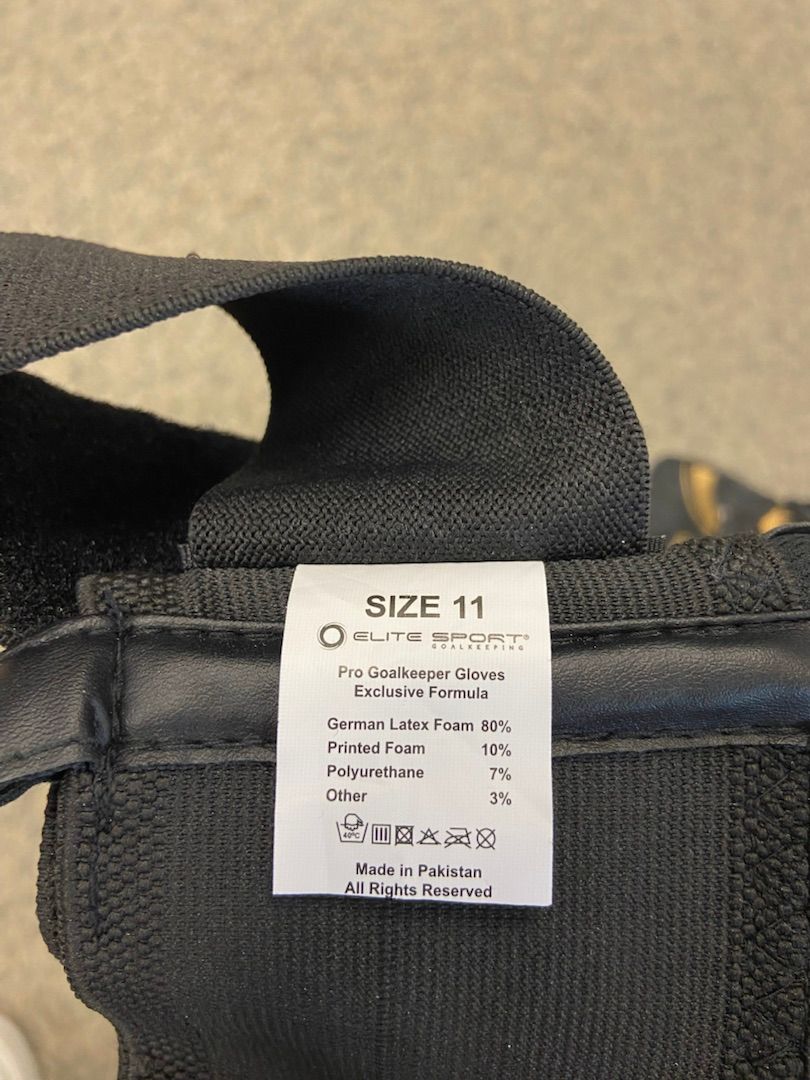 SIZE 11
ELITE SPORT®
GOALKEEPING
Pro Goalkeeper Gloves
Exclusive Formula
German Latex Foam 80%
Printed Foam 10%
Polyurethane 7%
Other 3%
40°C
Made in Pakistan
All Rights Reserved